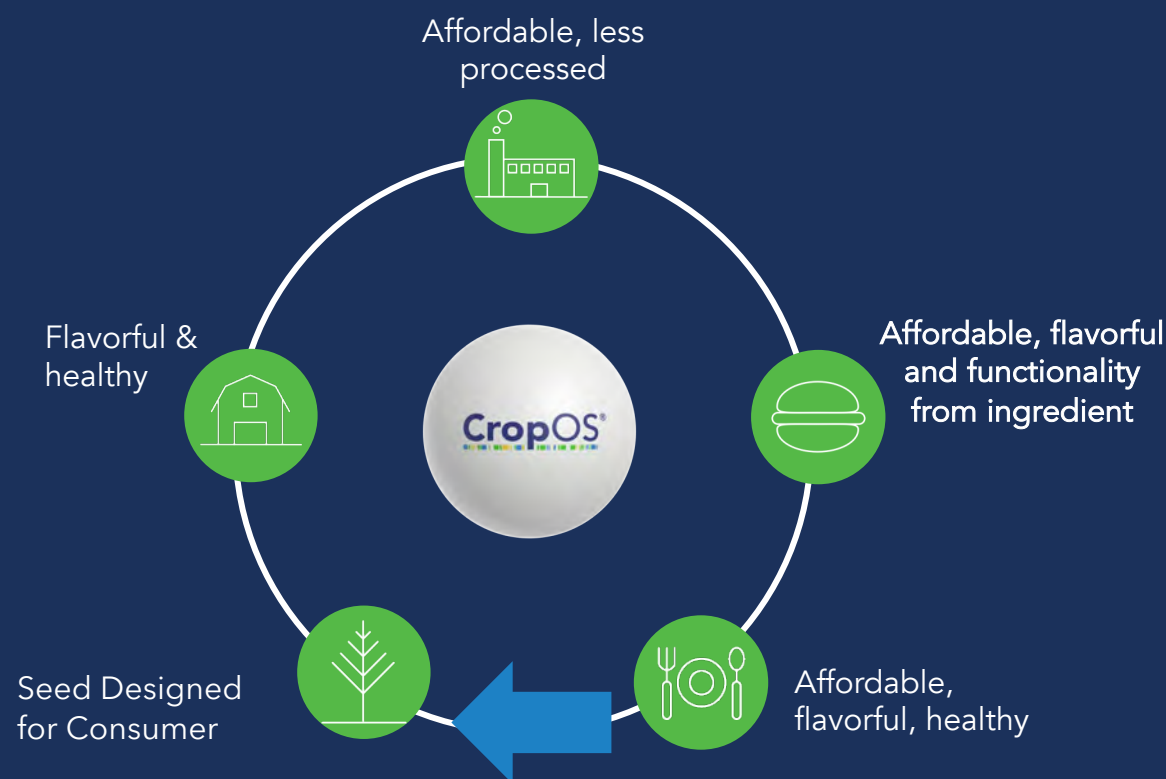 Affordable, less
processed
Flavorful &
healthy
CropOS®
Affordable, flavorful
and functionality
from ingredient
Seed Designed
for Consumer
Affordable,
flavorful, healthy